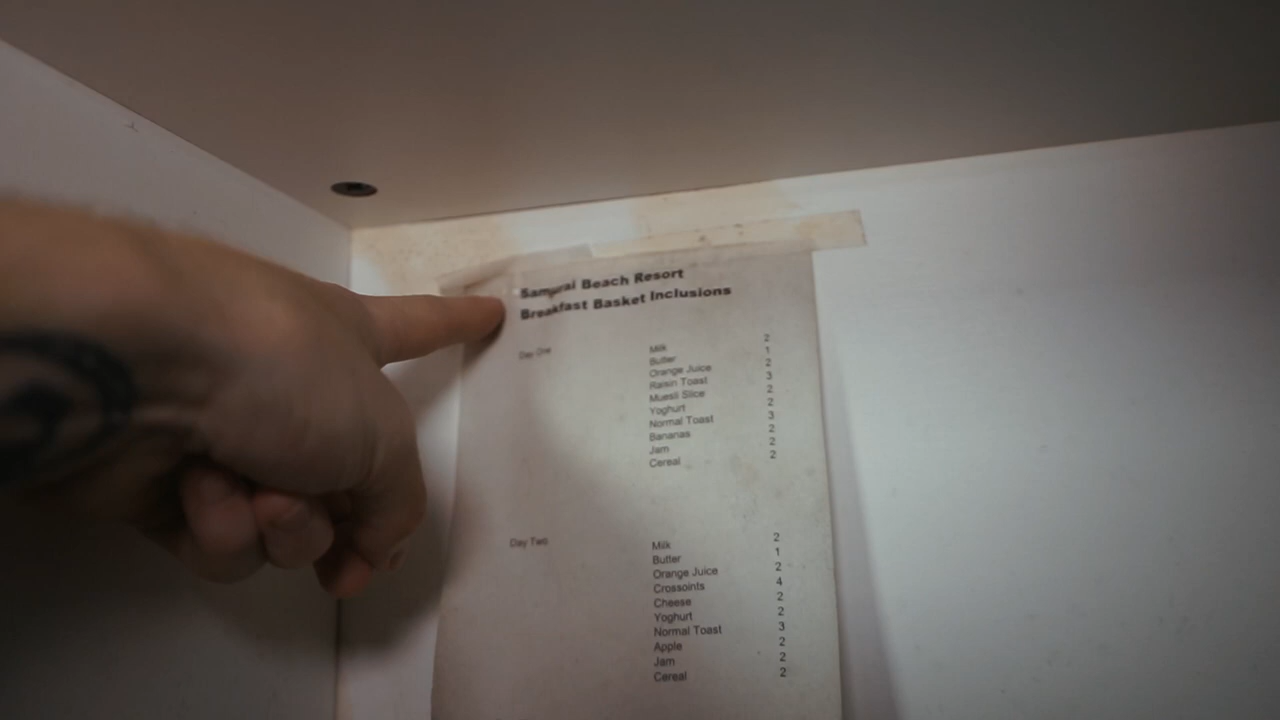 Samurai Beach Resort
Breakfast Basket Inclusions
Day One Milk 2
Butter 1
Orange Juice 2
Raisin Toast 3
Muesli Slice 2
Yoghurt 2
Normal Toast 3
Bananas 2
Jam 2
Cereal 2
Day Two Milk 2
Butter 1
Orange Juice 2
Crossoints 4
Cheese 2
Yoghurt 2
Normal Toast 3
Apple 2
Jam 2
Cereal 2